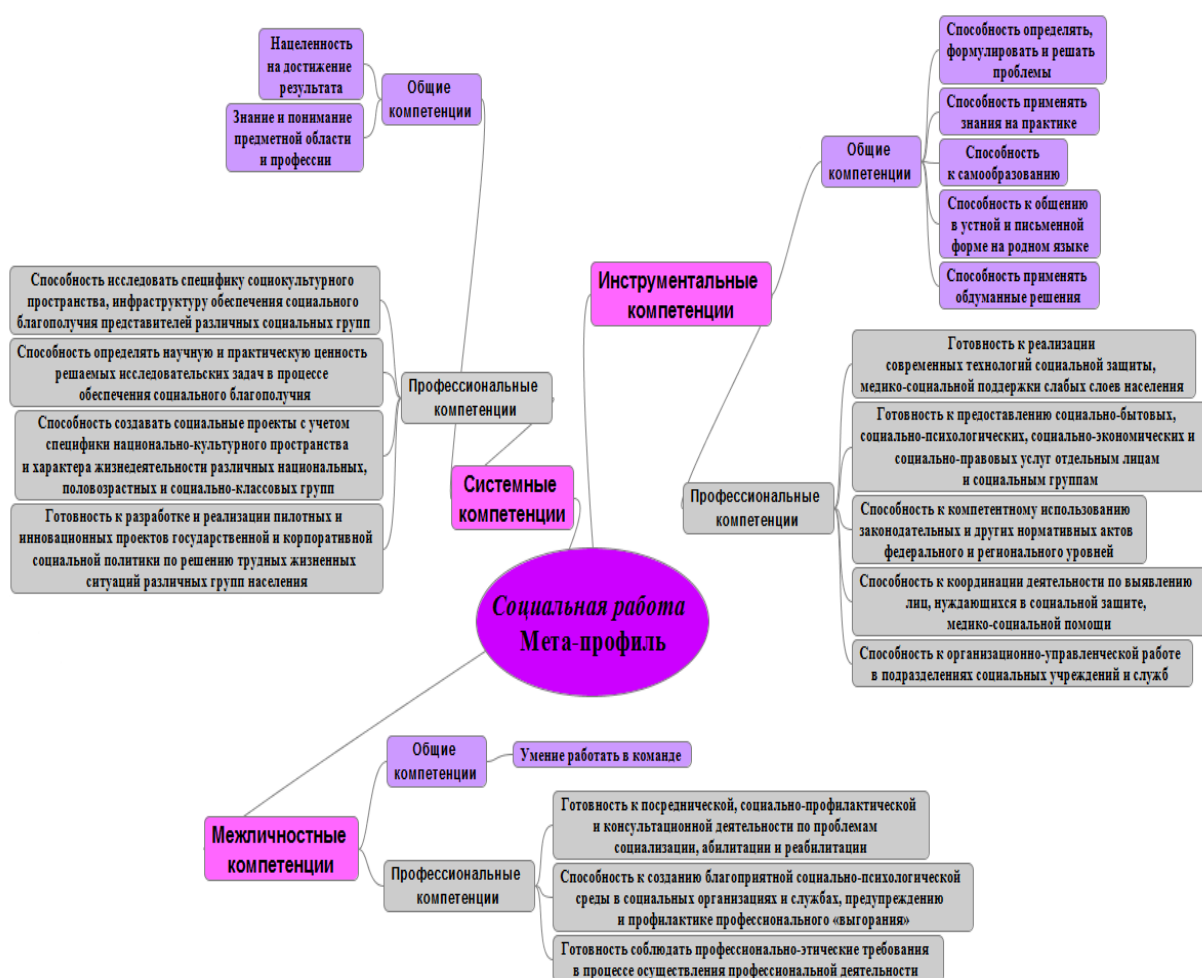 Нацеленность
на достижение
результата
Знание и понимание
предметной области
и профессии
Общие
компетенции
Способность исследовать специфику социокультурного
пространства, инфраструктуру обеспечения социального
благополучия представителей различных социальных групп
Способность определять научную и практическую ценность
решаемых исследовательских задач в процессе
обеспечения социального благополучия
Способность создавать социальные проекты с учетом
специфики национально-культурного пространства
и характера жизнедеятельности различных национальных,
половозрастных и социально-классовых групп
Готовность к разработке и реализации пилотных и
инновационных проектов государственной и корпоративной
социальной политики по решению трудных жизненных
ситуаций различных групп населения
Профессиональные
компетенции
Системные
компетенции
Инструментальные
компетенции
Общие
компетенции
Способность определять,
формулировать и решать
проблемы
Способность применять
знания на практике
Способность
к самообразованию
Способность к общению
в устной и письменной
форме на родном языке
Способность применять
обдуманные решения
Профессиональные
компетенции
Готовность к реализации
современных технологий социальной защиты,
медико-социальной поддержки слабых слоев населения
Готовность к предоставлению социально-бытовых,
социально-психологических, социально-экономических и
социально-правовых услуг отдельным лицам
и социальным группам
Способность к компетентному использованию
законодательных и других нормативных актов
федерального и регионального уровней
Способность к координации деятельности по выявлению
лиц, нуждающихся в социальной защите,
медико-социальной помощи
Способность к организационно-управленческой работе
в подразделениях социальных учреждений и служб
Социальная работа
Мета-профиль
Межличностные
компетенции
Общие
компетенции
Умение работать в команде
Профессиональные
компетенции
Готовность к посреднической, социально-профилактической
и консультационной деятельности по проблемам
социализации, абилитации и реабилитации
Способность к созданию благоприятной социально-психологической
среды в социальных организациях и службах, предупреждению
и профилактике профессионального «выгорания»
Готовность соблюдать профессионально-этические требования
в процессе осуществления профессиональной деятельности